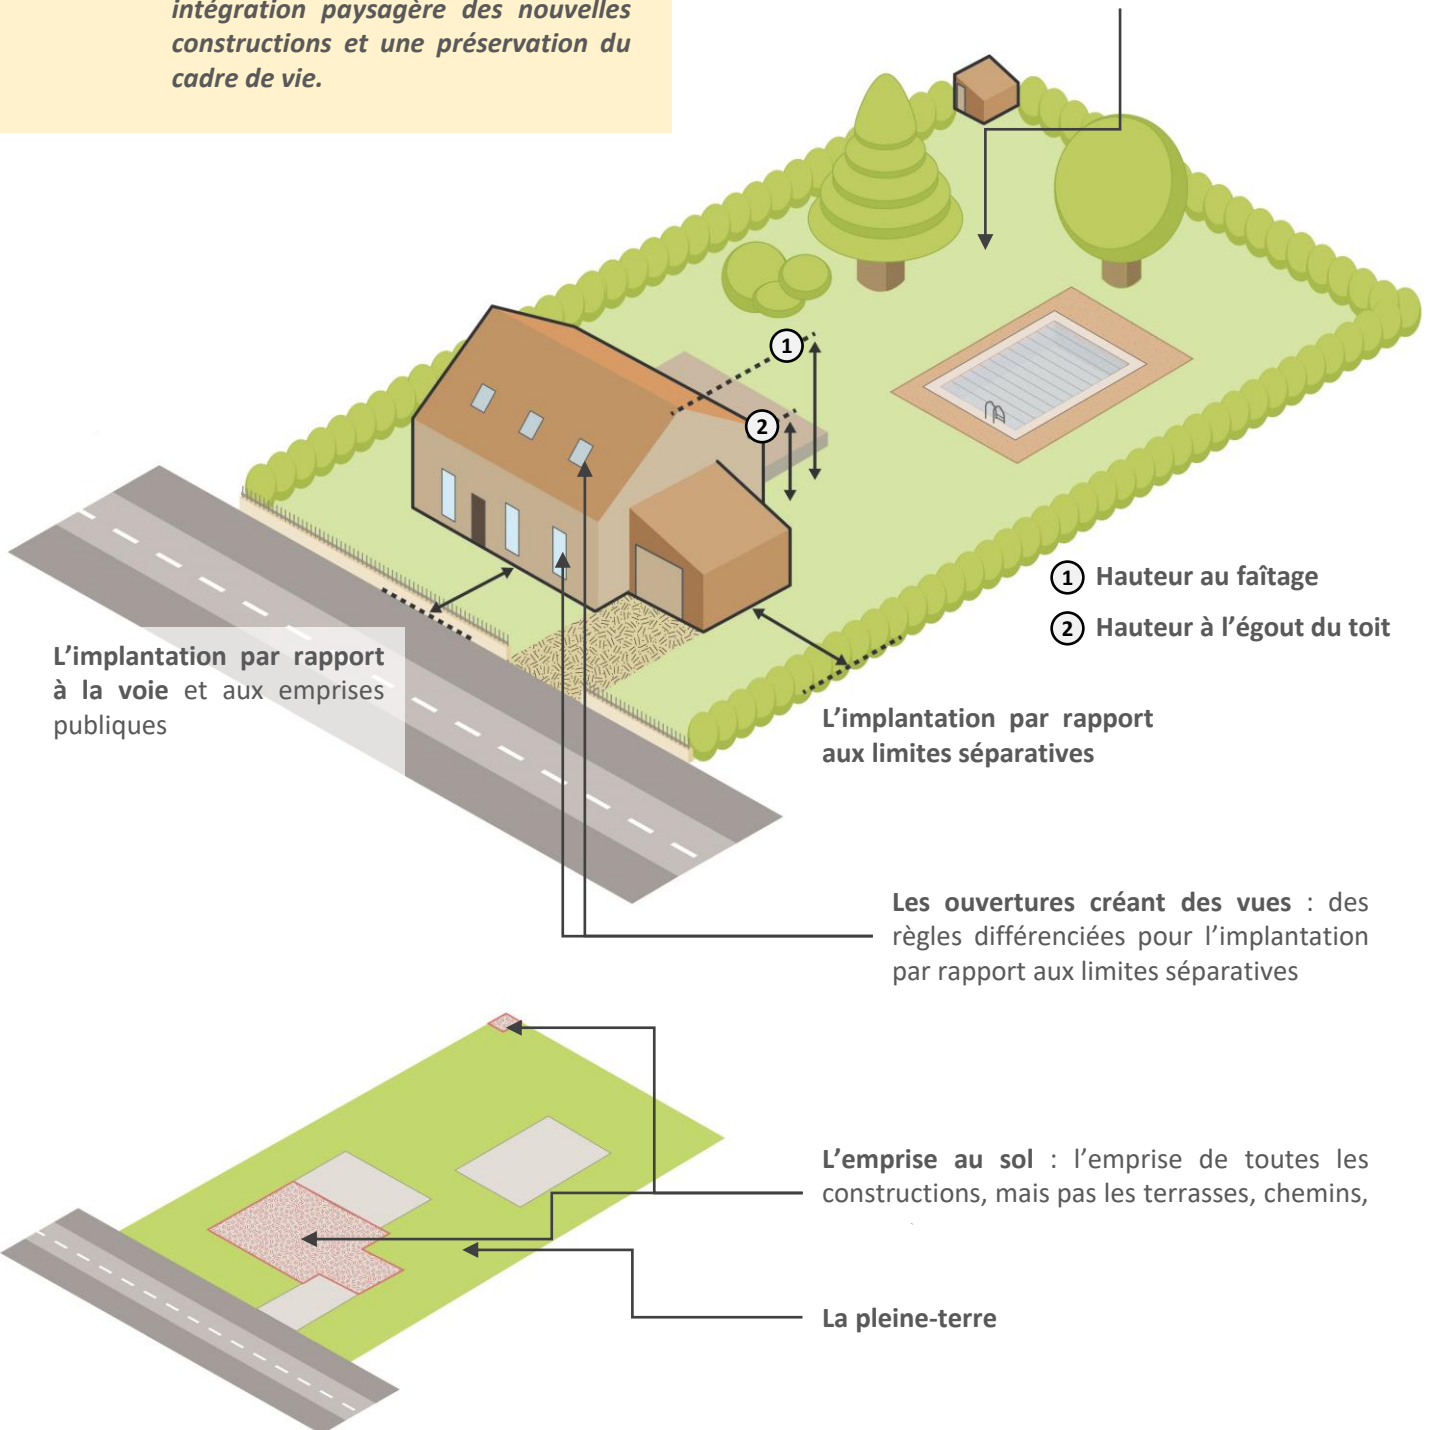 intégration paysagère des nouvelles
constructions et une préservation du
cadre de vie.
1
2
1 Hauteur au faîtage
2 Hauteur à l’égout du toit
L’implantation par rapport
à la voie et aux emprises
publiques
L’implantation par rapport
aux limites séparatives
Les ouvertures créant des vues : des
règles différenciées pour l’implantation
par rapport aux limites séparatives
L’emprise au sol : l’emprise de toutes les
constructions, mais pas les terrasses, chemins,
La pleine-terre